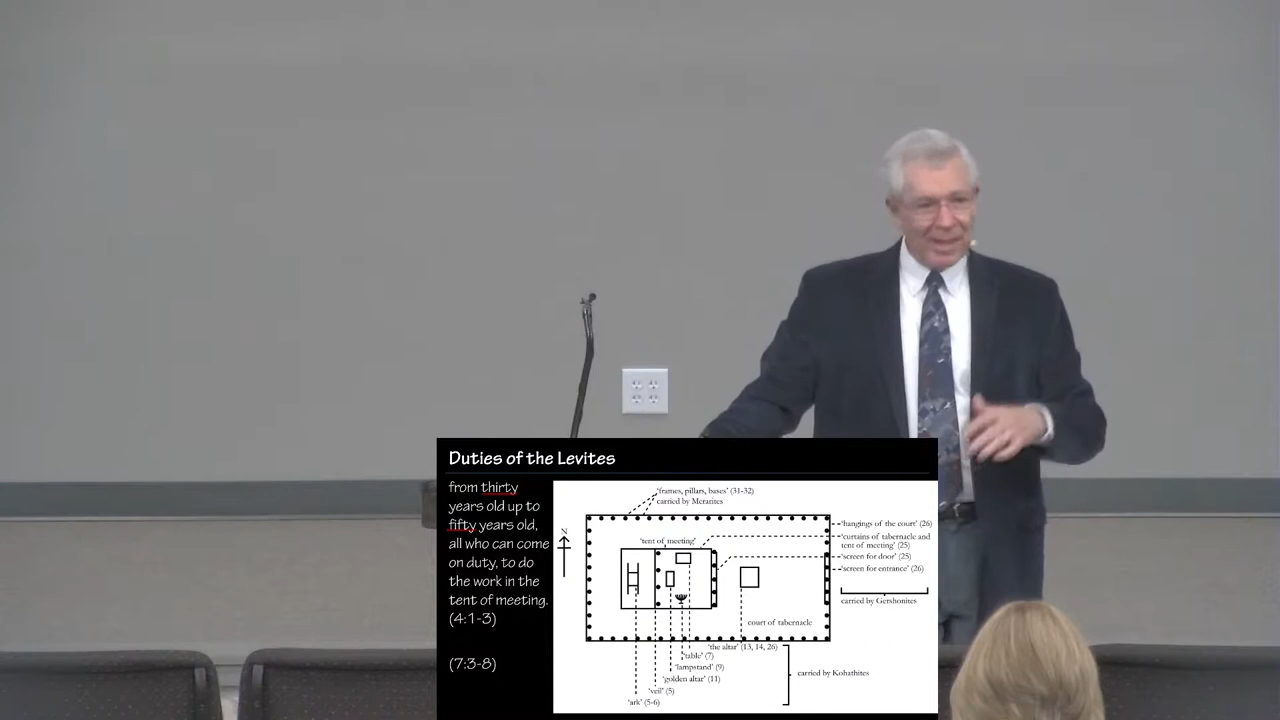 Duties of the Levites
from thirty
years old up to
fifty years old,
all who can come
on duty, to do
the work in the
tent of meeting.
(4:1-3)
(7:3-8)
'frames, pillars, bases' (31-32)
carried by Merarites
N
'tent of meeting'
'hangings of the court' (26)
'curtains of tabernacle and
tent of meeting' (25)
'screen for door' (25)
'screen for entrance' (26)
carried by Gershonites
court of tabernacle
'the altar' (13, 14, 26)
'table' (7)
'lampstand' (9)
'golden altar' (11)
'veil' (5)
'ark' (5-6)
carried by Kohathites